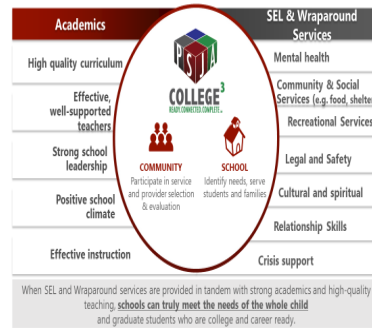 Academics
High quality curriculum
Effective,
well-supported
teachers
Strong school
leadership
Positive school
climate
Effective instruction
PSJA
COLLEGE³
READY.CONNECTED.COMPLETE.
COMMUNITY
Participate in service
and provider selection
& evaluation
SCHOOL
Identify needs, serve
students and families
SEL & Wraparound
Services
Mental health
Community & Social
Services (e.g. food, shelte
Recreational Services
Legal and Safety
Cultural and spiritual
Relationship Skills
Crisis support
When SEL and Wraparound services are provided in tandem with strong academics and high-quality
teaching, schools can truly meet the needs of the whole child
and graduate students who are college and career ready.